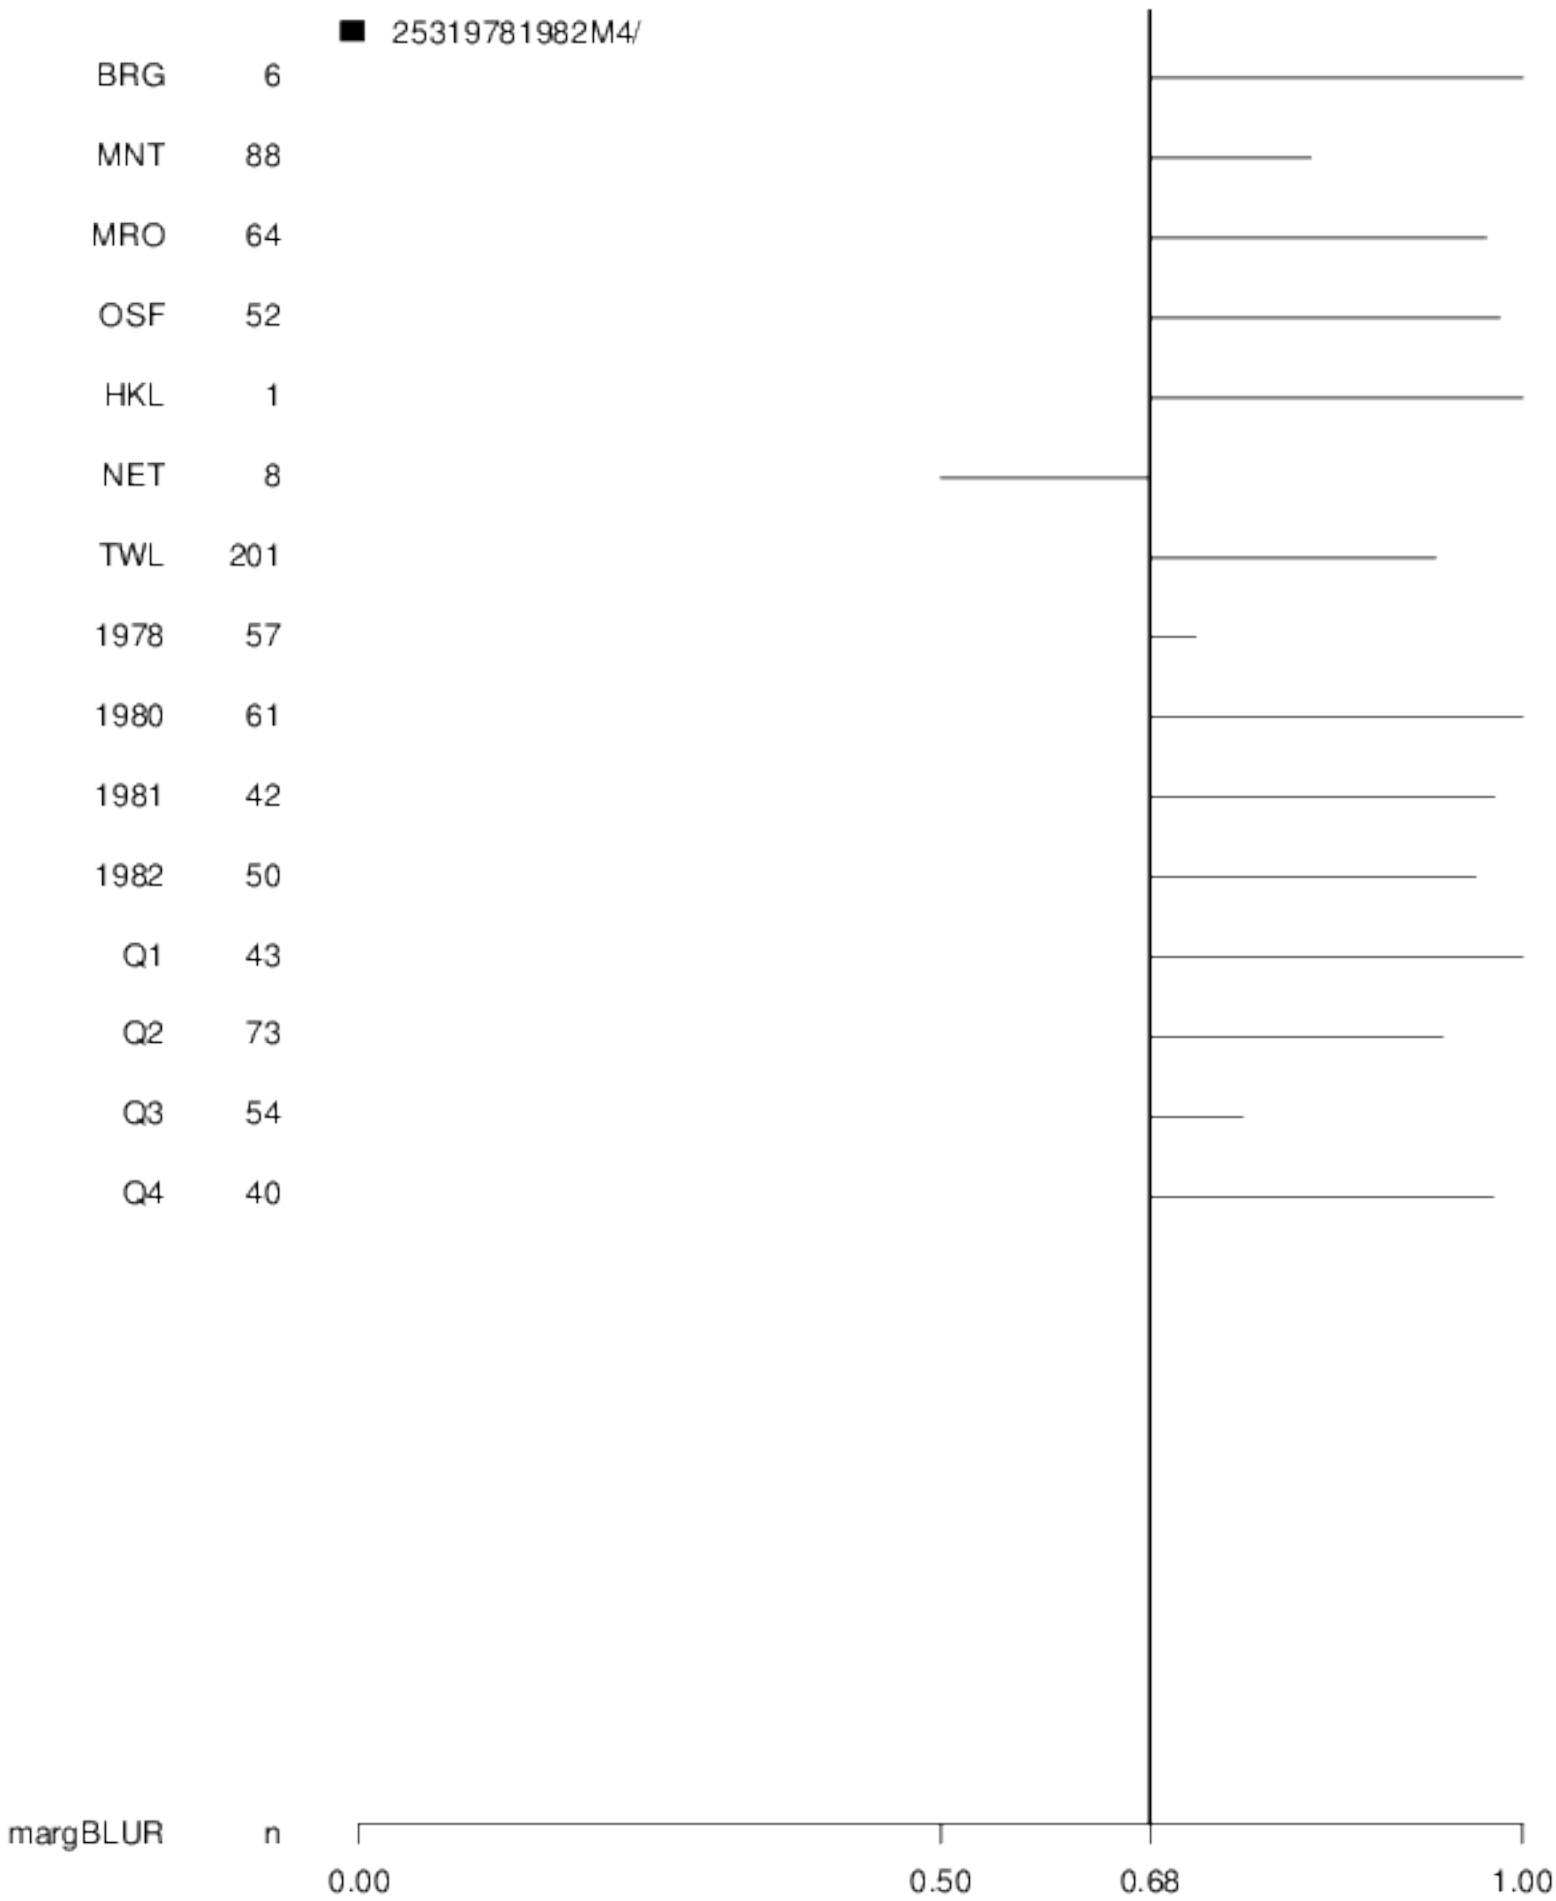 ■ 25319781982M4/
BRG 6
MNT 88
MRO 64
OSF 52
HKL 1
NET 8
TWL 201
1978 57
1980 61
1981 42
1982 50
Q1 43
Q2 73
Q3 54
Q4 40
margBLUR n
0.00 0.50 0.68 1.00